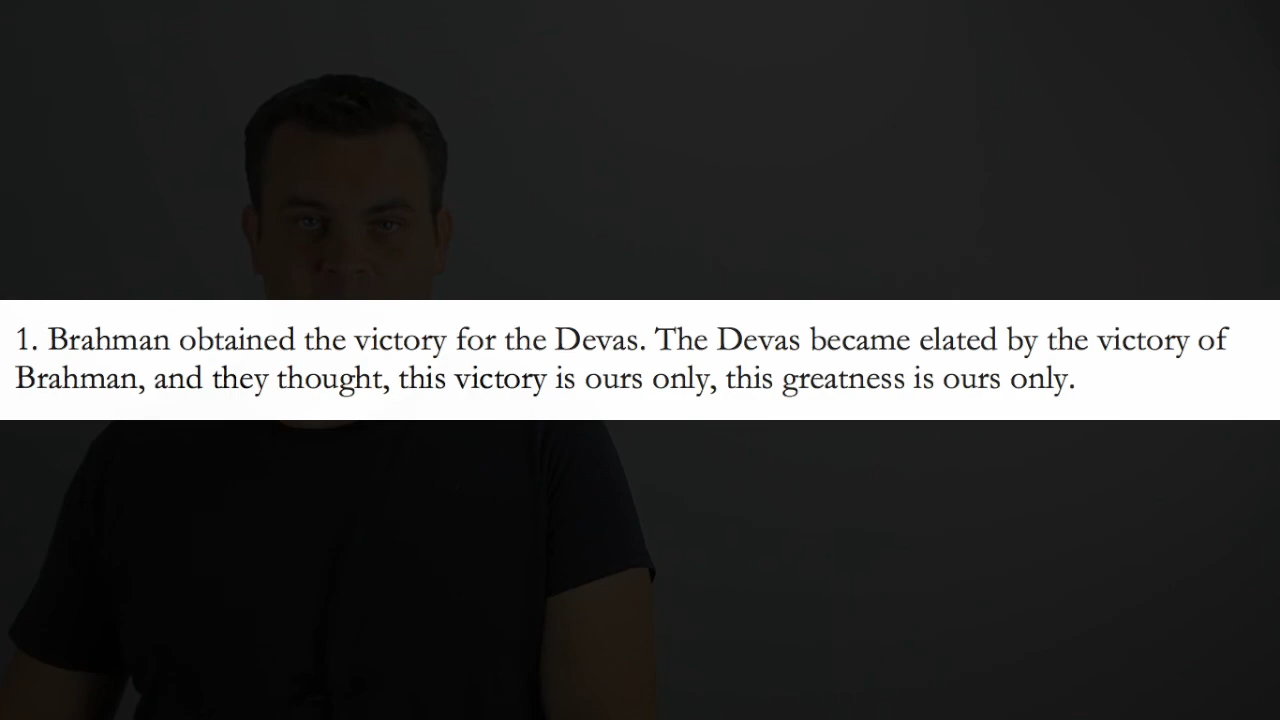 1. Brahman obtained the victory for the Devas. The Devas became elated by the victory of
Brahman, and they thought, this victory is ours only, this greatness is ours only.